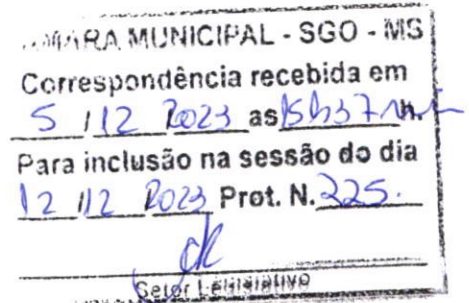 CÂMARA MUNICIPAL - SGO - MS
Correspondência recebida em
5 / 12 2023 as 15h37 h.
Para inclusão na sessão do dia
12 /12 2023 Prot. N. 225.
Setor Legislativo